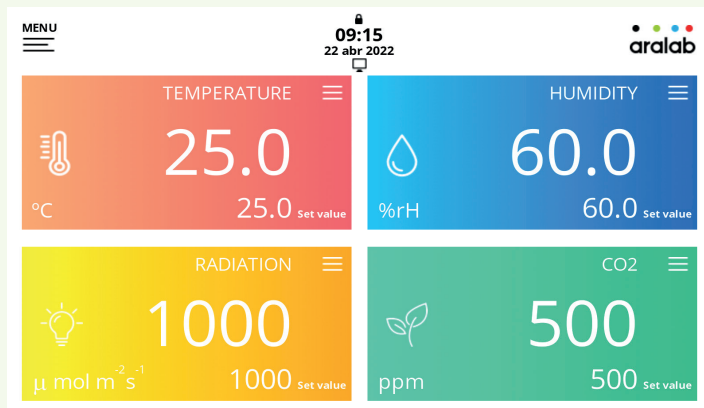 MENU
09:15
22 abr 2022
aralab
TEMPERATURE
25.0
ºC
25.0 Set value
HUMIDITY
60.0
%rH
60.0 Set value
RADIATION
1000
μ mol m⁻² s⁻¹
1000 Set value
CO2
500
ppm
500 Set value